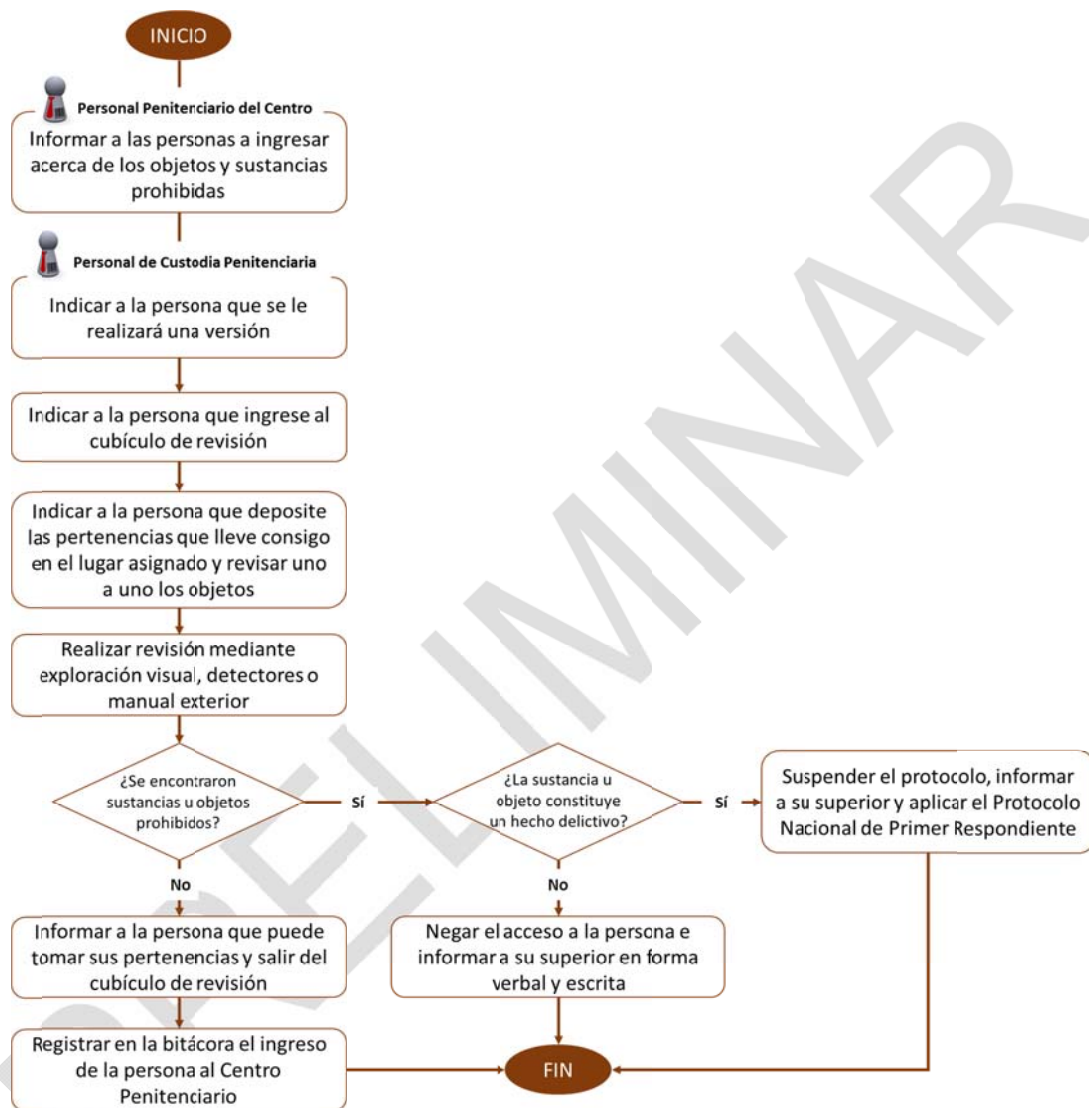 INICIO
Personal Penitenciario del Centro
Informar a las personas a ingresar
acerca de los objetos y sustancias
prohibidas
Personal de Custodia Penitenciaria
Indicar a la persona que se le
realizará una versión
Indicar a la persona que ingrese al
cubículo de revisión
Indicar a la persona que deposite
las pertenencias que lleve consigo
en el lugar asignado y revisar uno
a uno los objetos
Realizar revisión mediante
exploración visual, detectores o
manual exterior
¿Se encontraron
sustancias u objetos
prohibidos?
Sí
¿La sustancia u
objeto constituye
un hecho delictivo?
Sí
Suspender el protocolo, informar
a su superior y aplicar el Protocolo
Nacional de Primer Respondiente
No
No
Informar a la persona que puede
tomar sus pertenencias y salir del
cubículo de revisión
Negar el acceso a la persona e
informar a su superior en forma
verbal y escrita
Registrar en la bitácora el ingreso
de la persona al Centro
Penitenciario
FIN
PRELIMINAR